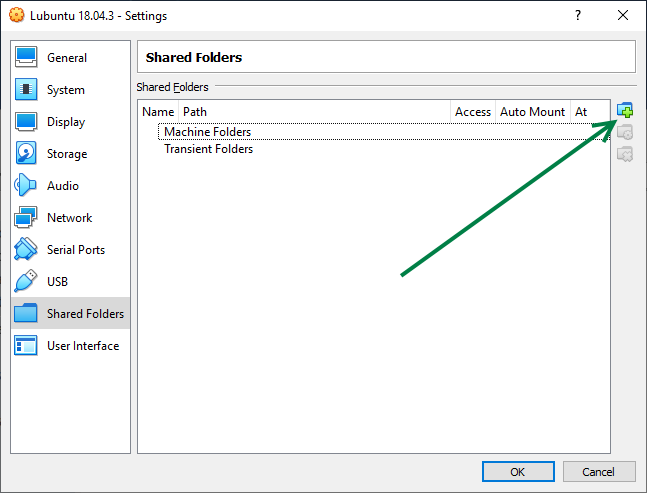 Lubuntu 18.04.3 - Settings
General
System
Display
Storage
Audio
Network
Serial Ports
USB
Shared Folders
User Interface
Shared Folders
Shared Folders
Name Path Access Auto Mount At
Machine Folders
Transient Folders
OK Cancel